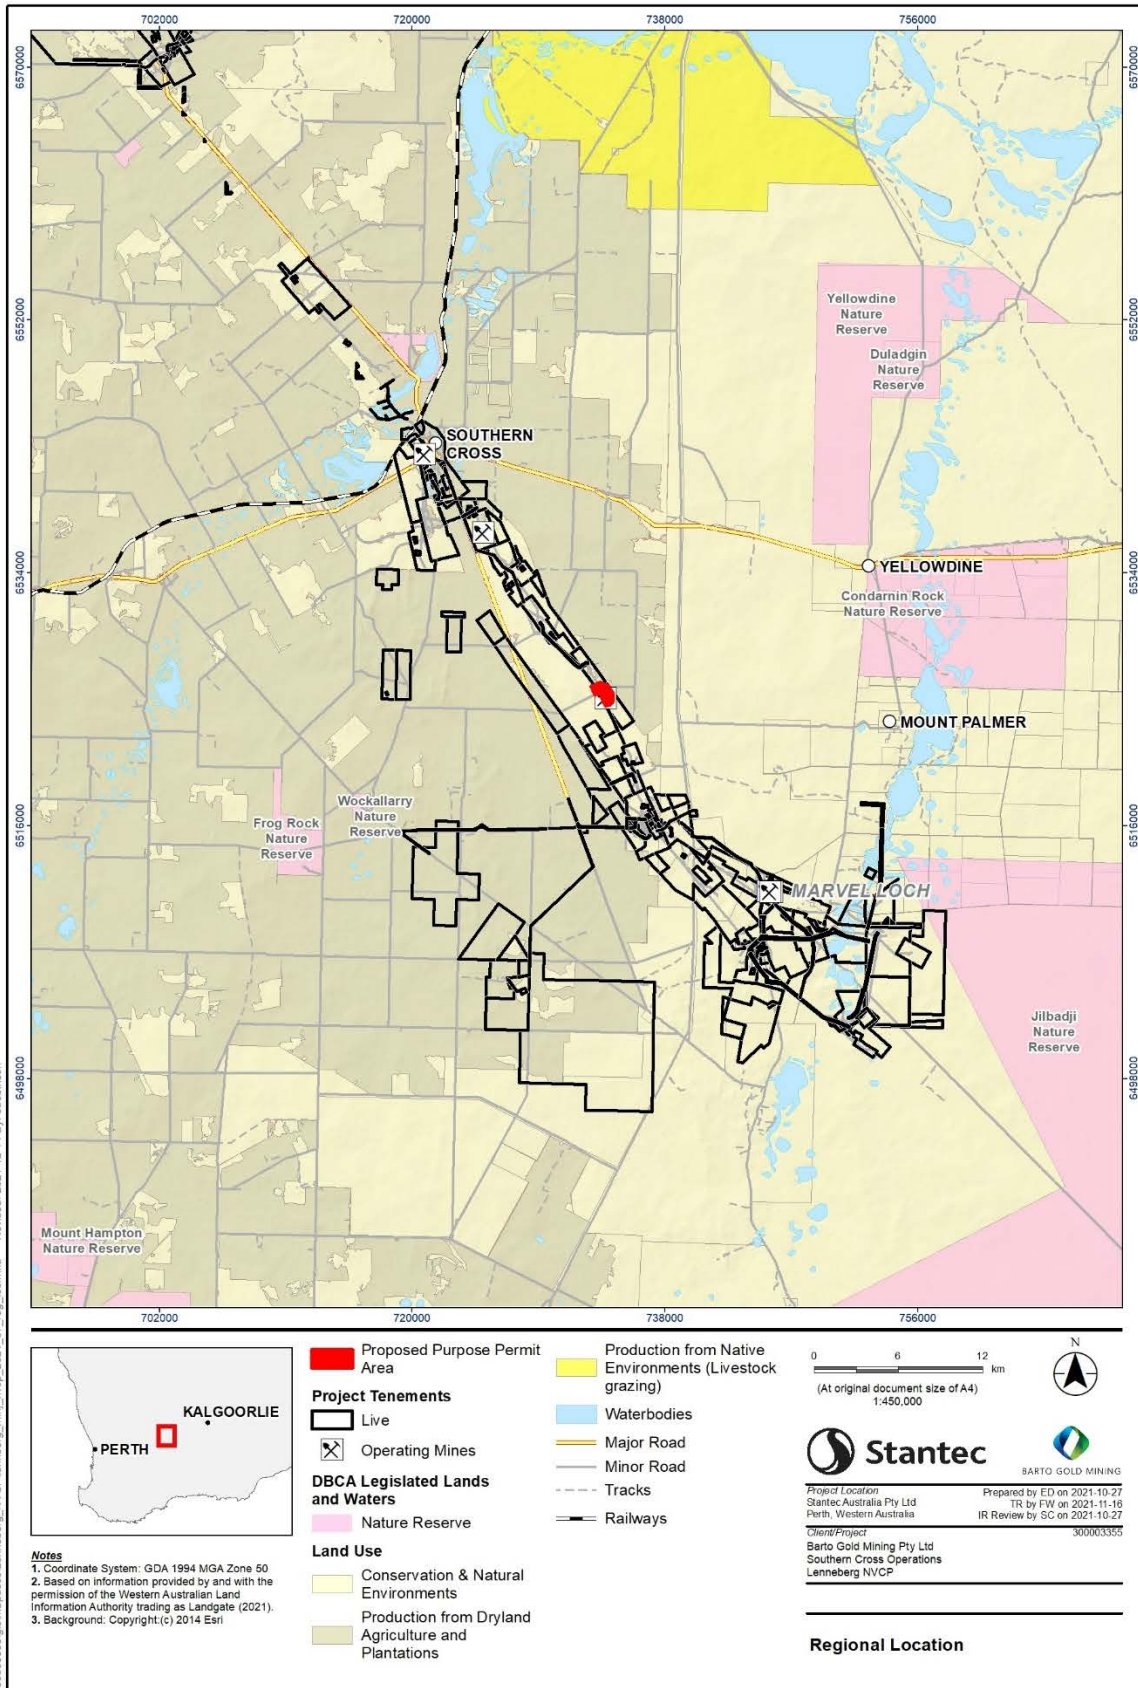 702000
720000
738000
756000
6570000
6570000
Yellowdine
Nature
Reserve
6552000
6552000
Duladgin
Nature
Reserve
SOUTHERN
CROSS
6534000
YELLOWDINE
6534000
Condarnin Rock
Nature Reserve
MOUNT PALMER
Wockallarry
Nature
Reserve
Frog Rock
Nature
Reserve
6516000
6516000
MARVEL LOCH
Jilbadji
Nature
Reserve
6498000
6498000
Mount Hampton
Nature Reserve
702000
720000
738000
756000
KALGOORLIE
PERTH
Notes
1. Coordinate System: GDA 1994 MGA Zone 50
2. Based on information provided by and with the
permission of the Western Australian Land
Information Authority trading as Landgate (2021).
3. Background: Copyright:(c) 2014 Esri
Proposed Purpose Permit
Area
Project Tenements
Live
Operating Mines
DBCA Legislated Lands
and Waters
Nature Reserve
Land Use
Conservation & Natural
Environments
Production from Dryland
Agriculture and
Plantations
Production from Native
Environments (Livestock
grazing)
Waterbodies
Major Road
Minor Road
Tracks
Railways
0 6 12
km
(At original document size of A4)
1:450,000
N
Stantec
BARTO GOLD MINING
Project Location
Stantec Australia Pty Ltd
Perth, Western Australia
Prepared by ED on 2021-10-27
TR by FW on 2021-11-16
IR Review by SC on 2021-10-27
Client/Project
300003355
Barto Gold Mining Pty Ltd
Southern Cross Operations
Lenneberg NVCP
Regional Location